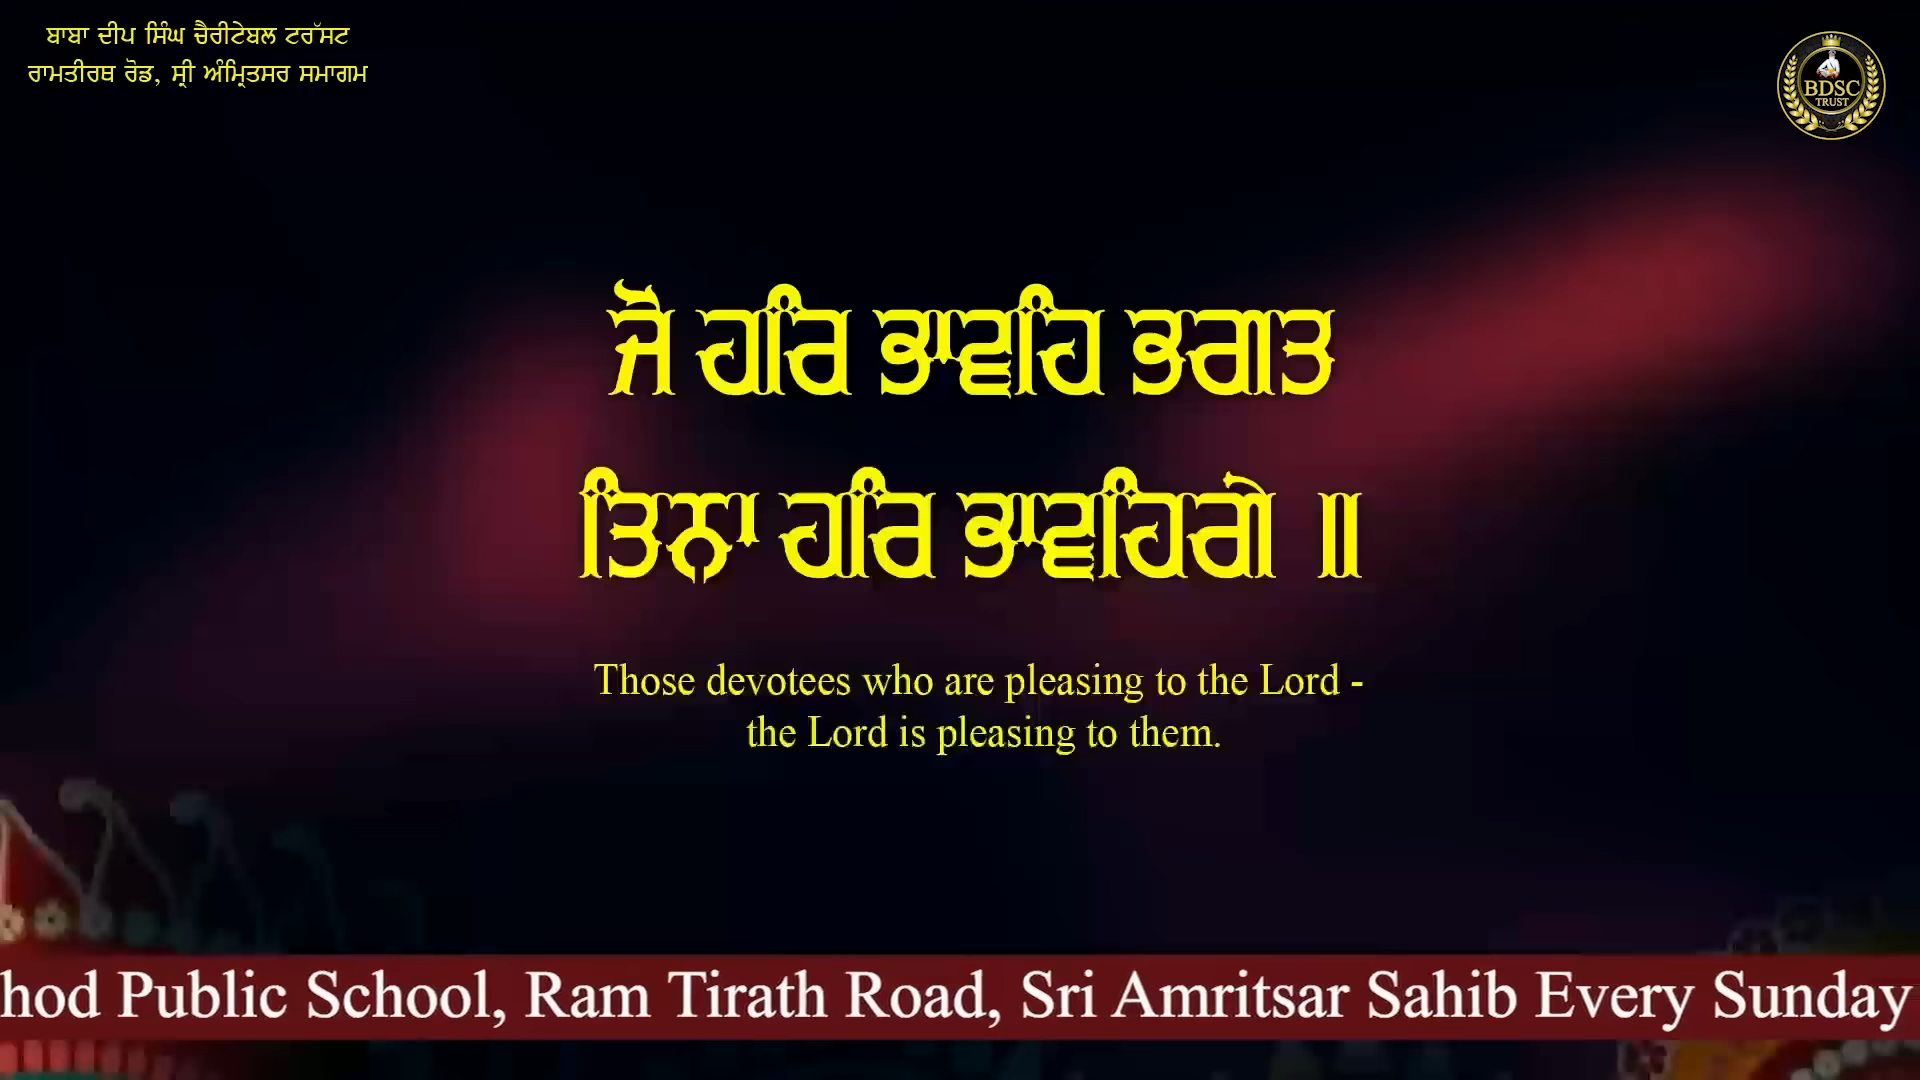 ਬਾਬਾ ਦੀਪ ਸਿੰਘ ਚੈਰੀਟੇਬਲ ਟਰੱਸਟ
ਰਾਮਤੀਰਥ ਰੋਡ, ਸ੍ਰੀ ਅੰਮ੍ਰਿਤਸਰ ਸਮਾਗਮ
BDSC
TRUST
ਜੋ ਹਰਿ ਭਾਵਹਿ ਭਗਤ
ਤਿਨਾ ਹਰਿ ਭਾਵਹਿਗੇ ॥
Those devotees who are pleasing to the Lord -
the Lord is pleasing to them.
hod Public School, Ram Tirath Road, Sri Amritsar Sahib Every Sunday